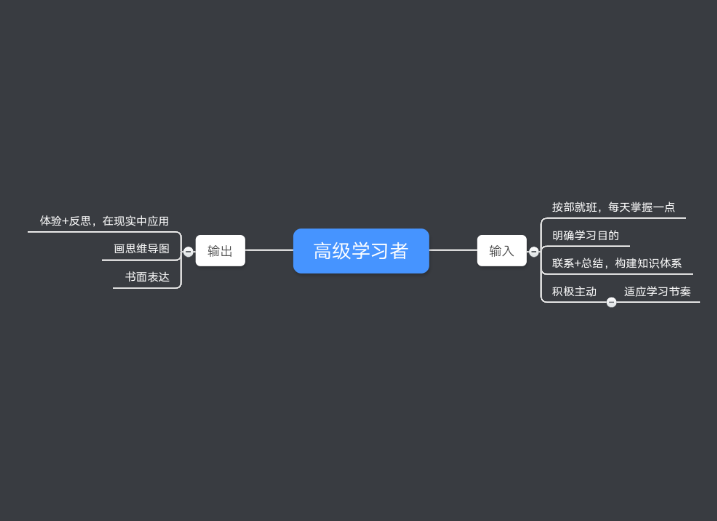 高级学习者
输入
按部就班，每天掌握一点
明确学习目的
联系+总结，构建知识体系
积极主动
适应学习节奏
输出
体验+反思，在现实中应用
画思维导图
书面表达